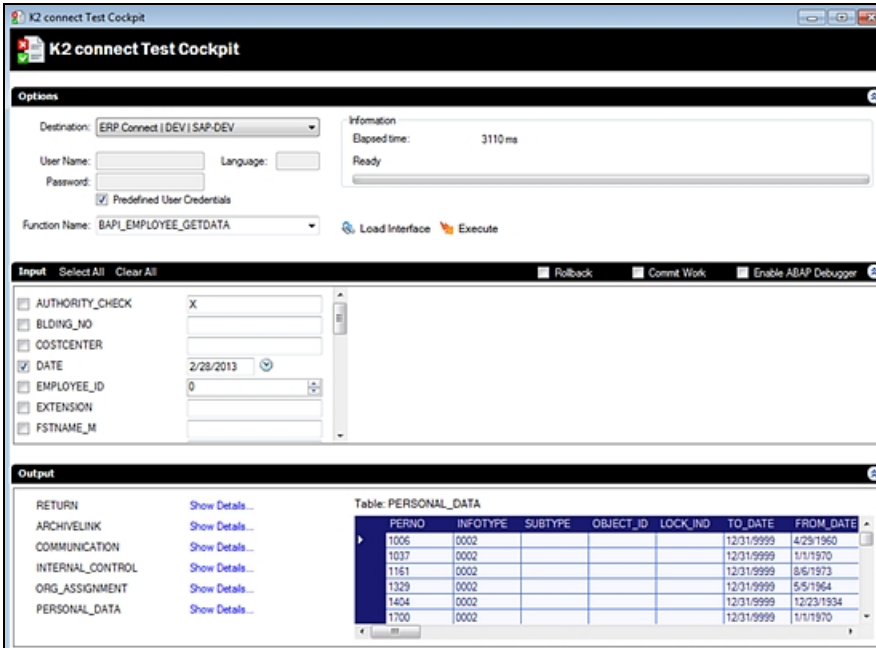 K2 connect Test Cockpit
K2 connect Test Cockpit
Options
Destination: ERP Connect | DEV | SAP-DEV
User Name: Language:
Password:
Predefined User Credentials
Function Name: BAPI_EMPLOYEE_GETDATA
Information
Elapsed time: 3110 ms
Ready
Load Interface Execute
Input Select All Clear All Rollback Commit Work Enable ABAP Debugger
AUTHORITY_CHECK X
BLDING_NO
COSTCENTER
DATE 2/28/2013
EMPLOYEE_ID 0
EXTENSION
FSTNAME_M
Output
RETURN Show Details...
ARCHIVELINK Show Details...
COMMUNICATION Show Details...
INTERNAL_CONTROL Show Details...
ORG_ASSIGNMENT Show Details...
PERSONAL_DATA Show Details...
Table: PERSONAL_DATA
PERNO INFOTYPE SUBTYPE OBJECT_ID LOCK_IND TO_DATE FROM_DATE
1006 0002 12/31/9999 4/29/1960
1037 0002 12/31/9999 1/1/1970
1161 0002 12/31/9999 8/6/1973
1329 0002 12/31/9999 5/5/1964
1404 0002 12/31/9999 12/23/1934
1700 0002 12/31/9999 1/1/1970